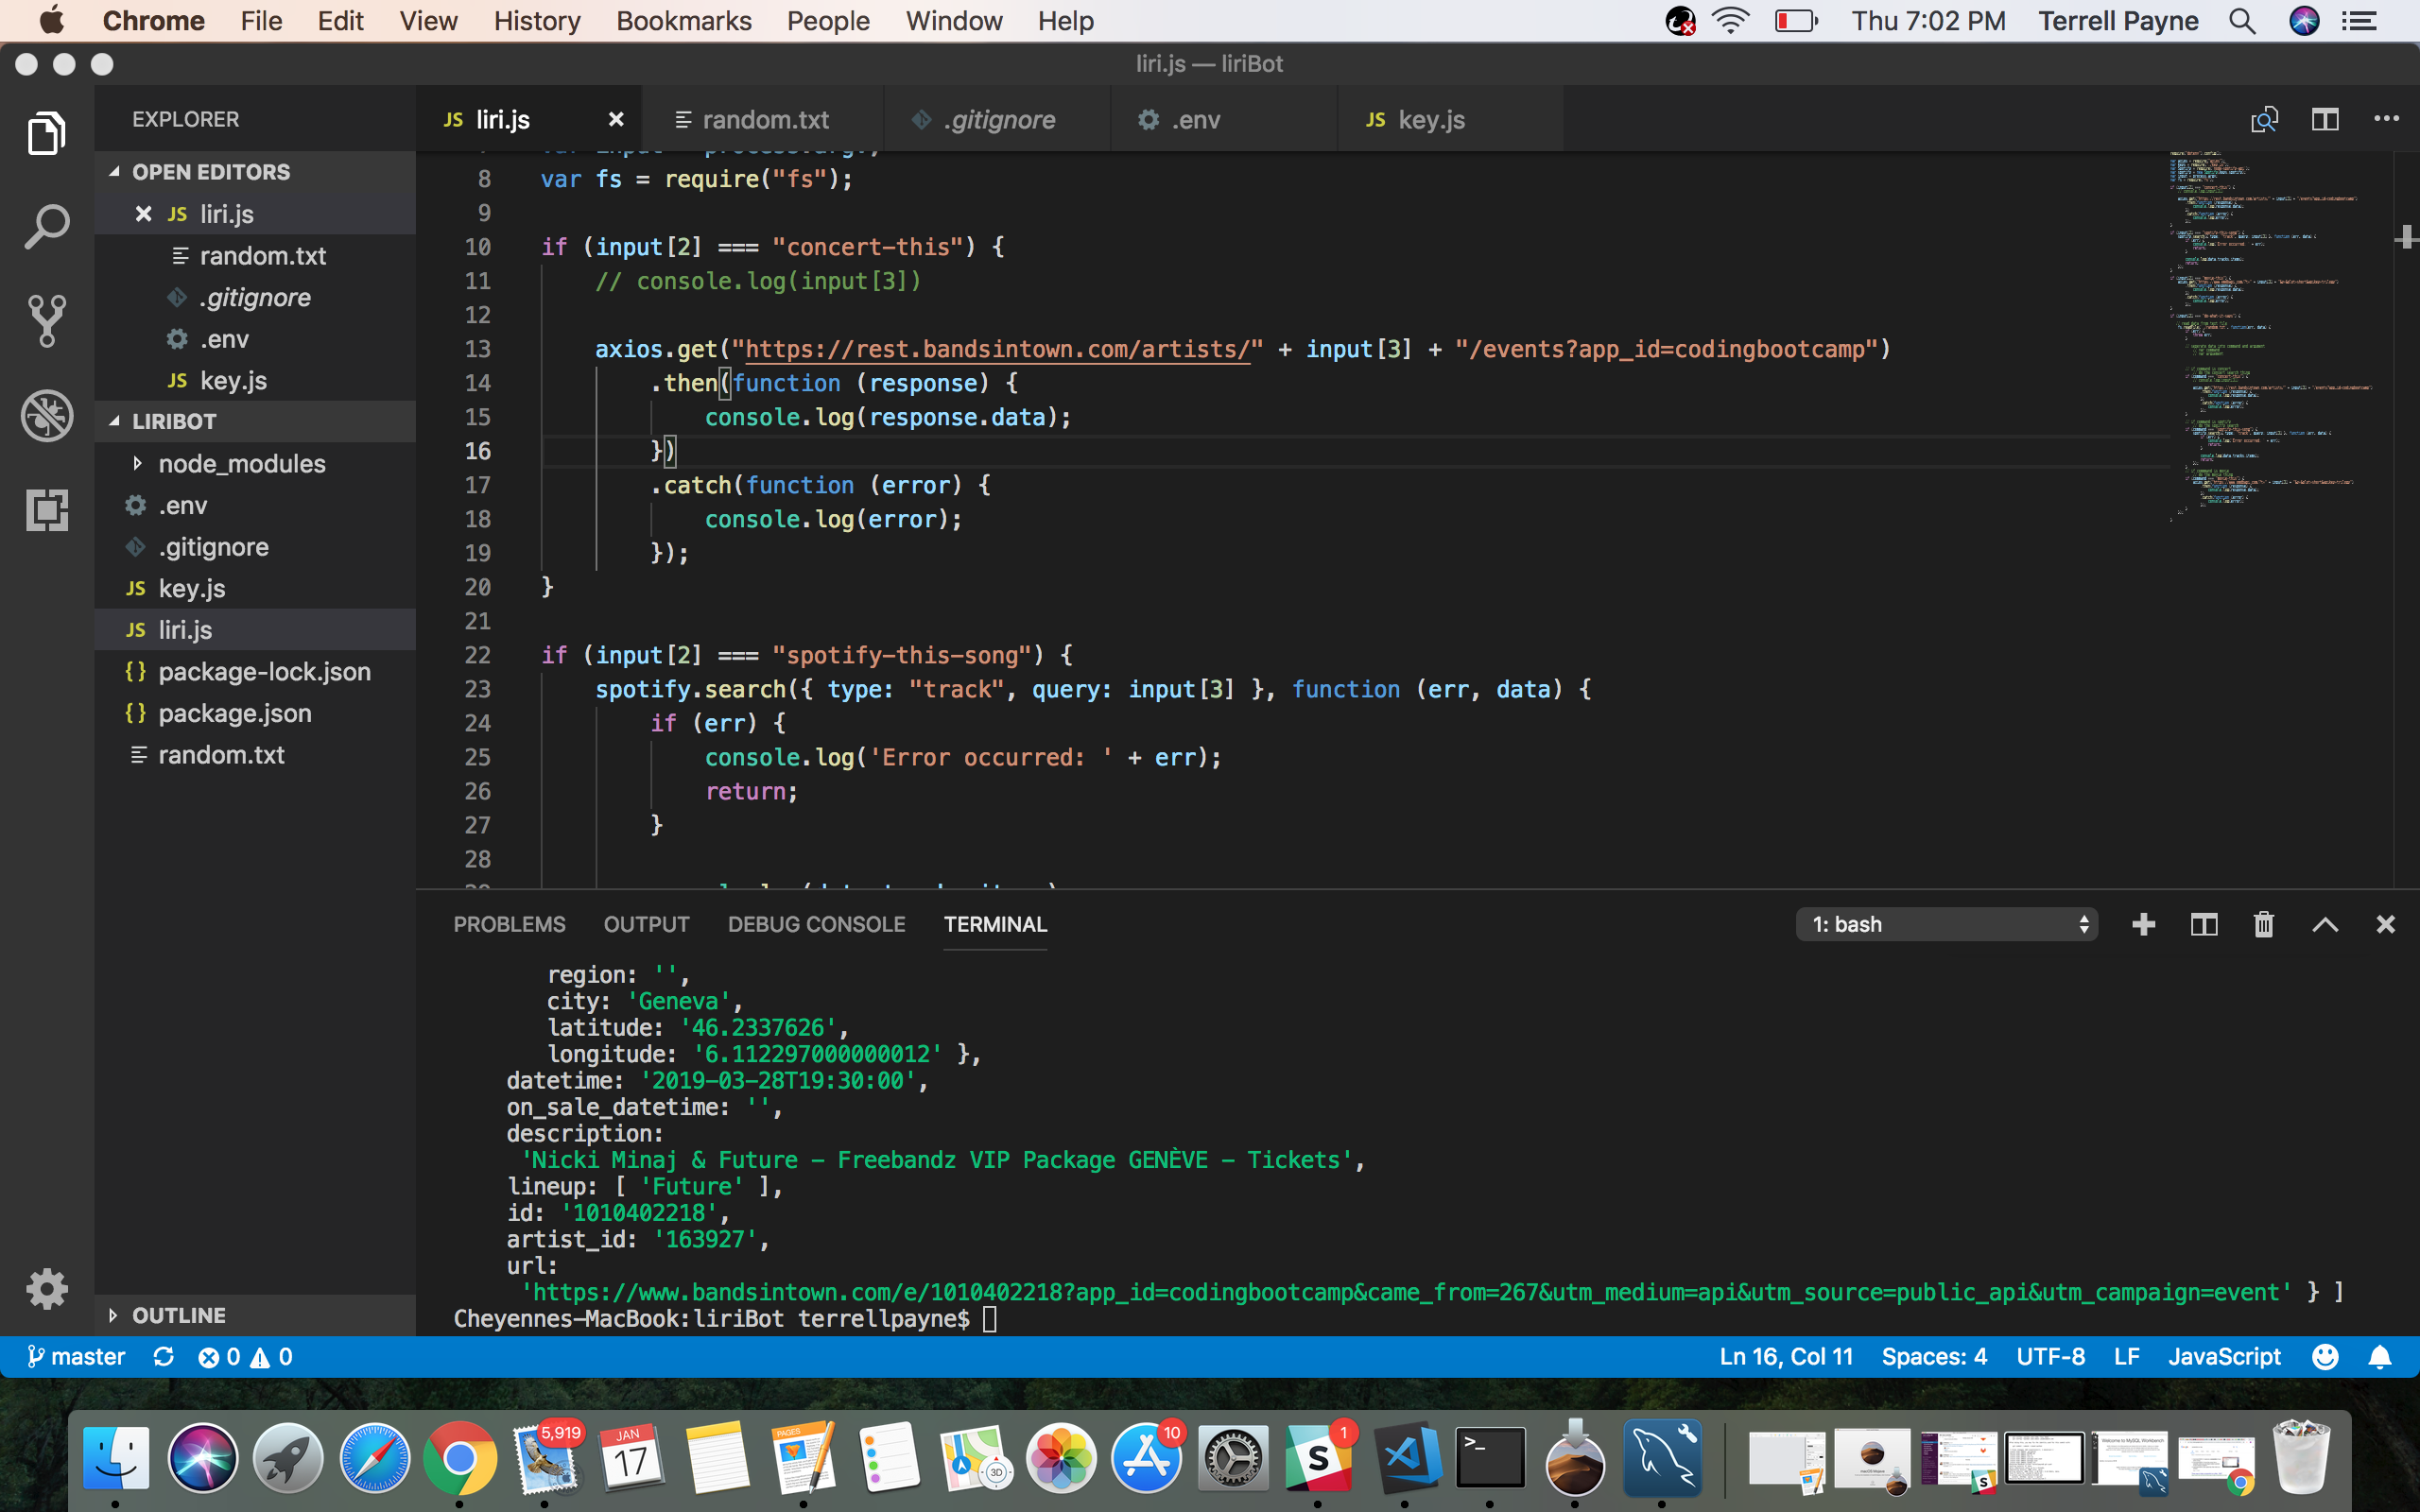 Chrome File Edit View History Bookmarks People Window Help Thu 7:02 PM Terrell Payne
liri.js — liriBot
EXPLORER
OPEN EDITORS
JS liri.js
random.txt
.gitignore
.env
JS key.js
LIRIBOT
node_modules
.env
.gitignore
JS key.js
JS liri.js
{} package-lock.json
{} package.json
random.txt
OUTLINE
JS liri.js random.txt .gitignore .env JS key.js
8 var fs = require("fs");
9
10 if (input[2] === "concert-this") {
11 // console.log(input[3])
12
13 axios.get("https://rest.bandsintown.com/artists/" + input[3] + "/events?app_id=codingbootcamp")
14 .then(function (response) {
15 console.log(response.data);
16 })
17 .catch(function (error) {
18 console.log(error);
19 });
20 }
21
22 if (input[2] === "spotify-this-song") {
23 spotify.search({ type: "track", query: input[3] }, function (err, data) {
24 if (err) {
25 console.log('Error occurred: ' + err);
26 return;
27 }
28
PROBLEMS OUTPUT DEBUG CONSOLE TERMINAL 1: bash
region: '',
city: 'Geneva',
latitude: '46.2337626',
longitude: '6.112297000000012' },
datetime: '2019-03-28T19:30:00',
on_sale_datetime: '',
description:
'Nicki Minaj & Future - Freebandz VIP Package GENÈVE - Tickets',
lineup: [ 'Future' ],
id: '1010402218',
artist_id: '163927',
url:
'https://www.bandsintown.com/e/1010402218?app_id=codingbootcamp&came_from=267&utm_medium=api&utm_source=public_api&utm_campaign=event' } ]
Cheyennes-MacBook:liriBot terrellpayne$
master 0 0 Ln 16, Col 11 Spaces: 4 UTF-8 LF JavaScript
5,919
JAN
17
PAGES
3D
10
S
1
>_